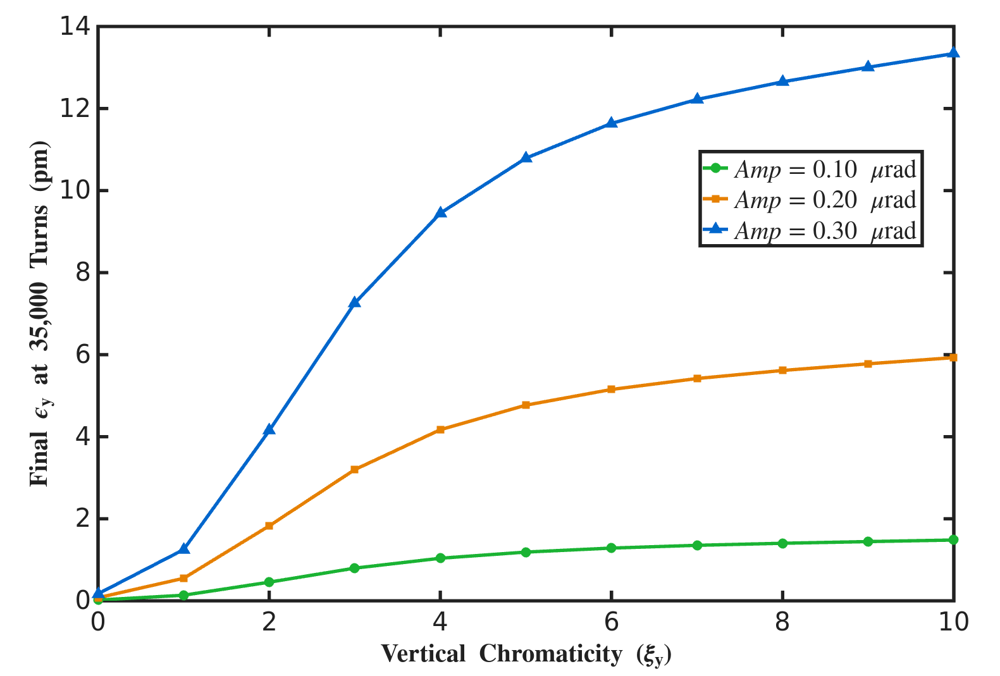 14
12
10
8
6
4
2
0
Final ϵy at 35,000 Turns (pm)
Amp = 0.10 μrad
Amp = 0.20 μrad
Amp = 0.30 μrad
0 2 4 6 8 10
Vertical Chromaticity (ξy)